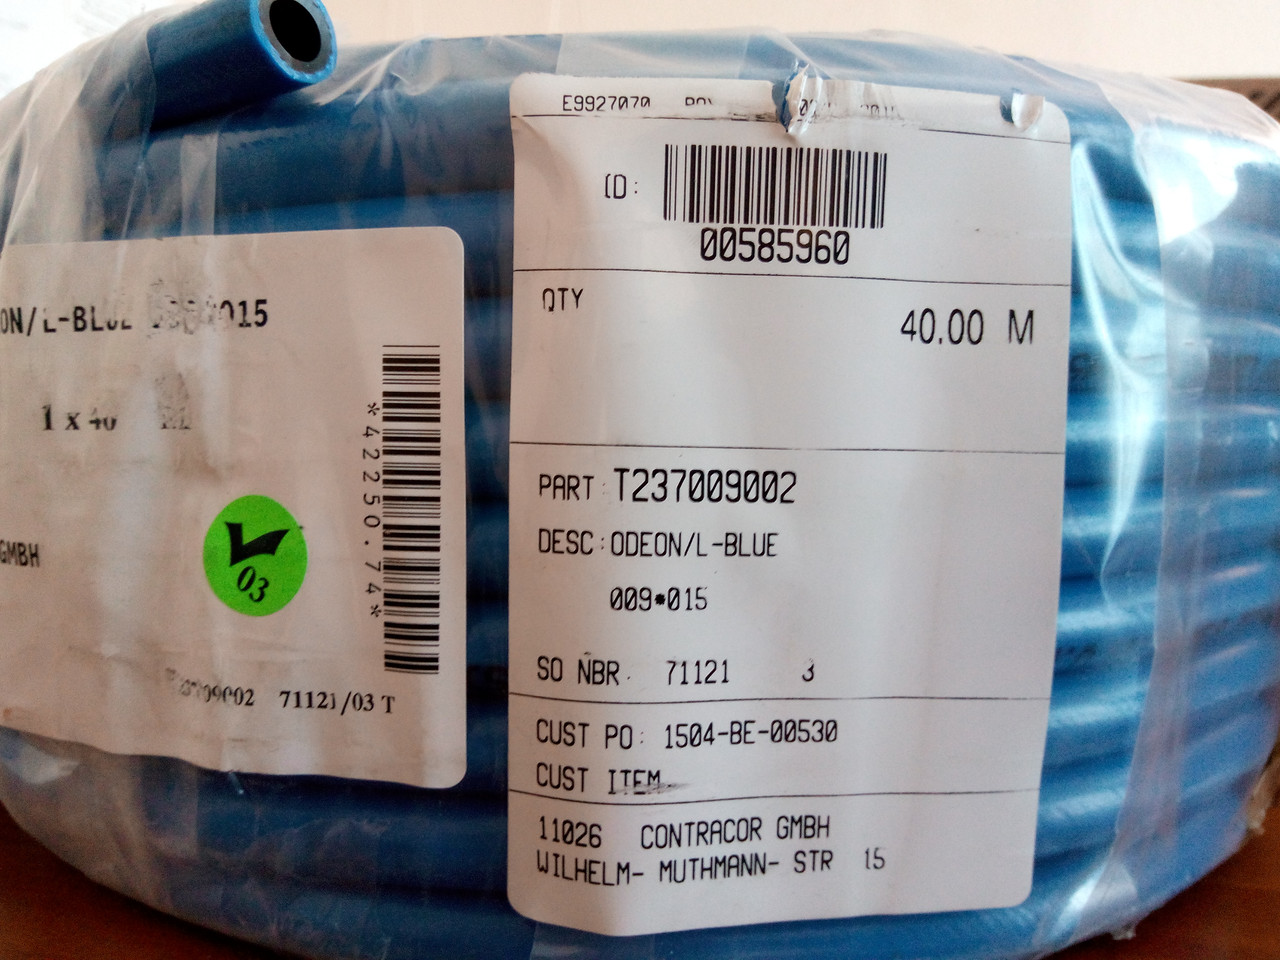 ON/L-BLUE 015
1 x 40
*42250.74*
GMBH
03
71121/03 T
E9927070
ID:
00585960
QTY
40.00 M
PART: T237009002
DESC: ODEON/L-BLUE
009*015
SO NBR. 71121 3
CUST PO: 1504-BE-00530
CUST ITEM
11026 CONTRACOR GMBH
WILHELM- MUTHMANN- STR 15